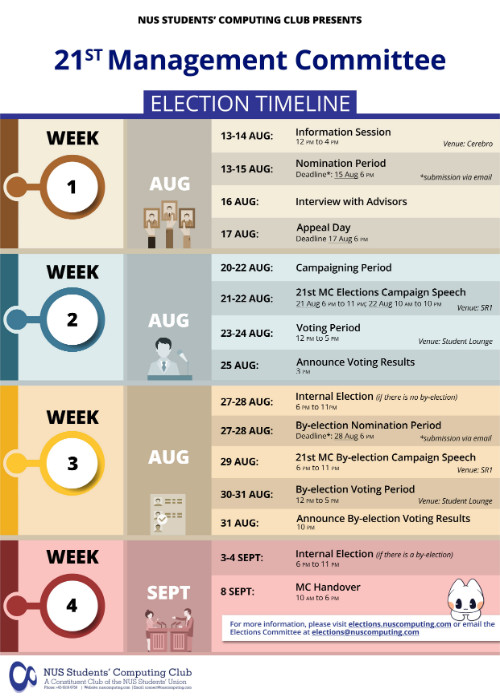 NUS STUDENTS' COMPUTING CLUB PRESENTS
21ST Management Committee
ELECTION TIMELINE
WEEK
1
AUG
13-14 AUG: Information Session
12 PM to 4 PM
Venue: Cerebro
13-15 AUG: Nomination Period
Deadline*: 15 Aug 6 PM
*submission via email
16 AUG: Interview with Advisors
17 AUG: Appeal Day
Deadline 17 Aug 6 PM
WEEK
2
AUG
20-22 AUG: Campaigning Period
21-22 AUG: 21st MC Elections Campaign Speech
21 Aug 6 PM to 11 PM; 22 Aug 10 AM to 10 PM
Venue: SR1
23-24 AUG: Voting Period
12 PM to 5 PM
Venue: Student Lounge
25 AUG: Announce Voting Results
3 PM
WEEK
3
AUG
27-28 AUG: Internal Election (if there is no by-election)
6 PM to 11PM
27-28 AUG: By-election Nomination Period
Deadline*: 28 Aug 6 PM
*submission via email
29 AUG: 21st MC By-election Campaign Speech
6 PM to 11 PM
Venue: SR1
30-31 AUG: By-election Voting Period
12 PM to 5 PM
Venue: Student Lounge
31 AUG: Announce By-election Voting Results
10 PM
WEEK
4
SEPT
3-4 SEPT: Internal Election (if there is a by-election)
6 PM to 11 PM
8 SEPT: MC Handover
10 AM to 6 PM
For more information, please visit elections.nuscomputing.com or email the
Elections Committee at elections@nuscomputing.com
NUS Students' Computing Club
A Constituent Club of the NUS Students' Union